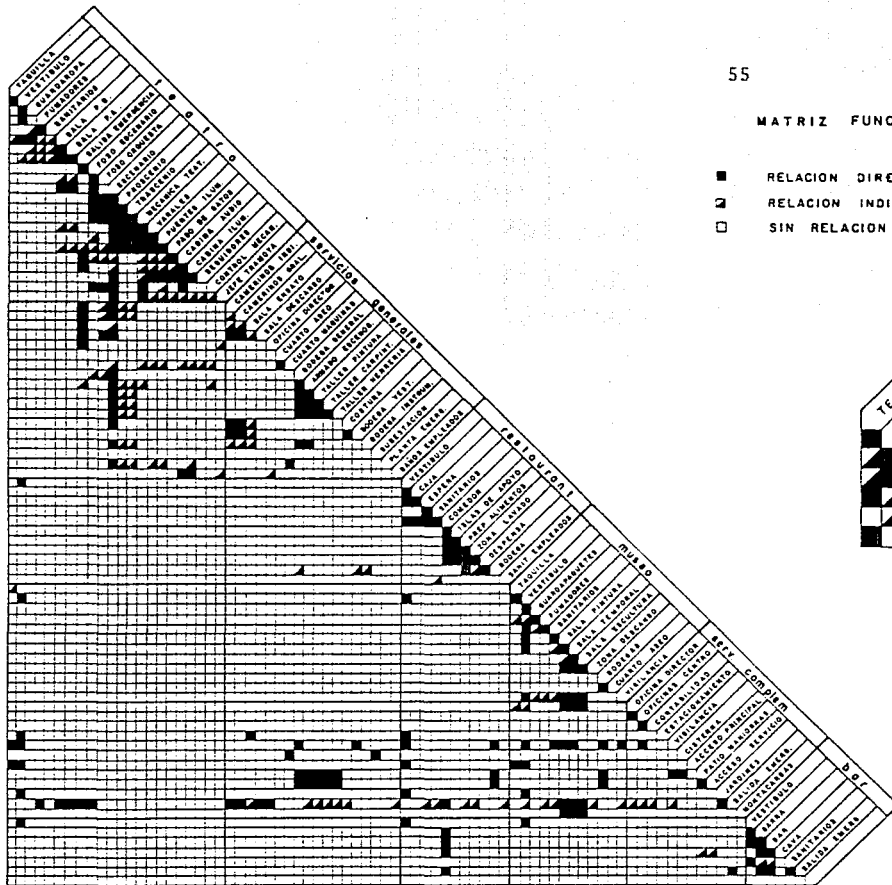 55
MATRIZ FUNC
RELACION DIRE
RELACION INDI
SIN RELACION
teatro
TAQUILLA
VESTIBULO
GUARDAROPA
FUMADORES
SANITARIOS
SALA P.B.
SALA P.A.
SALIDA EMERGENCIA
FOSO ESCENARIO
FOSO ORQUESTA
ESCENARIO
PROSCENIO
TRASCENIO
MECANICA TEAT.
VARALES
PUENTES ILUM.
PASO DE GATOS
CABINA AUDIO
CABINA ILUM.
SEGUIDORES
CONTROL MECAN.
JEFE TRAMOYA
servicios generales
CAMERINOS INDI.
CAMERINOS GRAL.
SALA ENSAYO
SALA DESCANSO
OFICINA DIRECTOR
CUARTO ASEO
CUARTO MAQUINAS
BODEGA GENERAL
TALLER PINTURA
TALLER CARPINT.
TALLER HERRERIA
COSTURA
BODEGA VEST.
BODEGA INSTRUM.
SUBESTACION
PLANTA EMERG.
BAÑOS EMPLEADOS
restaurant
VESTIBULO
CAJA
ESPERA
SANITARIOS
COMEDOR
ISLAS DE APOYO
PREP. ALIMENTOS
ZONA LAVADO
DESPENSA
BODEGA
SANIT EMPLEADOS
museo
TAQUILLA
VESTIBULO
GUARDAPAQUETES
FUMADORES
SANITARIOS
SALA PINTURA
SALA TEMPORAL
SALA ESCULTURA
ZONA DESCANSO
BODEGAS
CUARTO ASEO
VIGILANCIA
serv complem
OFICINA DIRECTOR
OFICINAS CENTRO
CONTABILIDAD
ESTACIONAMIENTO
VIGILANCIA
CISTERNA
ACCESO PRINCIPAL
PATIO MANIOBRAS
ACCESO SERVICIO
JARDINES
SALIDA EMERG.
MONTACARGAS
bar
VESTIBULO
BARRA
BAR
CAVA
SANITARIOS
SALIDA EMERG
TE